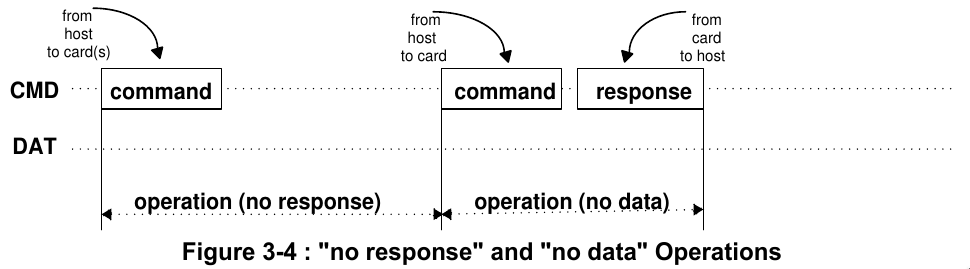 from
host
to card(s)
from
host
to card
from
card
to host
CMD
command
command
response
DAT
operation (no response)
operation (no data)
Figure 3-4 : "no response" and "no data" Operations